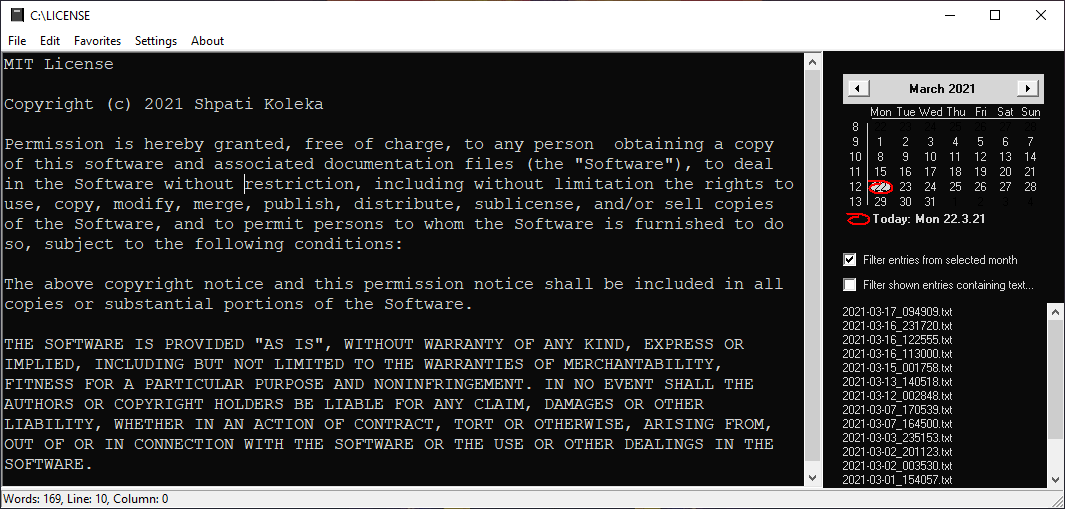 C:\LICENSE
File Edit Favorites Settings About
MIT License
Copyright (c) 2021 Shpati Koleka
Permission is hereby granted, free of charge, to any person  obtaining a copy
of this software and associated documentation files (the "Software"), to deal
in the Software without restriction, including without limitation the rights to
use, copy, modify, merge, publish, distribute, sublicense, and/or sell copies
of the Software, and to permit persons to whom the Software is furnished to do
so, subject to the following conditions:
The above copyright notice and this permission notice shall be included in all
copies or substantial portions of the Software.
THE SOFTWARE IS PROVIDED "AS IS", WITHOUT WARRANTY OF ANY KIND, EXPRESS OR
IMPLIED, INCLUDING BUT NOT LIMITED TO THE WARRANTIES OF MERCHANTABILITY,
FITNESS FOR A PARTICULAR PURPOSE AND NONINFRINGEMENT. IN NO EVENT SHALL THE
AUTHORS OR COPYRIGHT HOLDERS BE LIABLE FOR ANY CLAIM, DAMAGES OR OTHER
LIABILITY, WHETHER IN AN ACTION OF CONTRACT, TORT OR OTHERWISE, ARISING FROM,
OUT OF OR IN CONNECTION WITH THE SOFTWARE OR THE USE OR OTHER DEALINGS IN THE
SOFTWARE.
March 2021
Mon Tue Wed Thu Fri Sat Sun
8
9 1 2 3 4 5 6 7
10 8 9 10 11 12 13 14
11 15 16 17 18 19 20 21
12 23 24 25 26 27 28
13 29 30 31
Today: Mon 22.3.21
Filter entries from selected month
Filter shown entries containing text...
2021-03-17_094909.txt
2021-03-16_231720.txt
2021-03-16_122555.txt
2021-03-16_113000.txt
2021-03-15_001758.txt
2021-03-13_140518.txt
2021-03-12_002848.txt
2021-03-07_170539.txt
2021-03-07_164500.txt
2021-03-03_235153.txt
2021-03-02_201123.txt
2021-03-02_003530.txt
2021-03-01_154057.txt
Words: 169, Line: 10, Column: 0